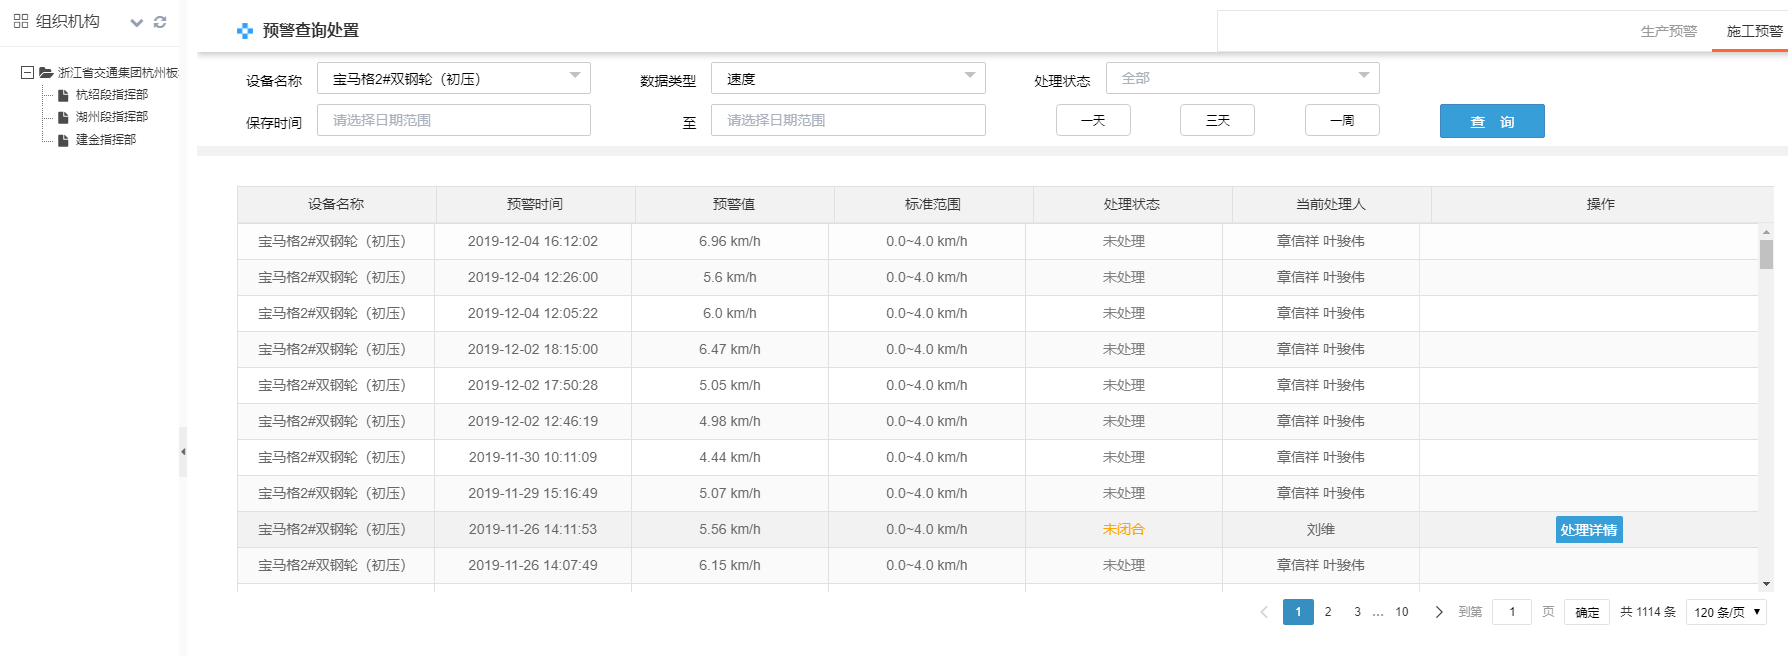 组织机构
浙江省交通集团杭州板
杭绍段指挥部
湖州段指挥部
建金指挥部
预警查询处置
生产预警
施工预警
设备名称 宝马格2#双钢轮（初压） 数据类型 速度 处理状态 全部
保存时间 请选择日期范围 至 请选择日期范围 一天 三天 一周 查 询
设备名称 预警时间 预警值 标准范围 处理状态 当前处理人 操作
宝马格2#双钢轮（初压） 2019-12-04 16:12:02 6.96 km/h 0.0~4.0 km/h 未处理 章信祥 叶骏伟
宝马格2#双钢轮（初压） 2019-12-04 12:26:00 5.6 km/h 0.0~4.0 km/h 未处理 章信祥 叶骏伟
宝马格2#双钢轮（初压） 2019-12-04 12:05:22 6.0 km/h 0.0~4.0 km/h 未处理 章信祥 叶骏伟
宝马格2#双钢轮（初压） 2019-12-02 18:15:00 6.47 km/h 0.0~4.0 km/h 未处理 章信祥 叶骏伟
宝马格2#双钢轮（初压） 2019-12-02 17:50:28 5.05 km/h 0.0~4.0 km/h 未处理 章信祥 叶骏伟
宝马格2#双钢轮（初压） 2019-12-02 12:46:19 4.98 km/h 0.0~4.0 km/h 未处理 章信祥 叶骏伟
宝马格2#双钢轮（初压） 2019-11-30 10:11:09 4.44 km/h 0.0~4.0 km/h 未处理 章信祥 叶骏伟
宝马格2#双钢轮（初压） 2019-11-29 15:16:49 5.07 km/h 0.0~4.0 km/h 未处理 章信祥 叶骏伟
宝马格2#双钢轮（初压） 2019-11-26 14:11:53 5.56 km/h 0.0~4.0 km/h 未闭合 刘维 处理详情
宝马格2#双钢轮（初压） 2019-11-26 14:07:49 6.15 km/h 0.0~4.0 km/h 未处理 章信祥 叶骏伟
1 2 3 … 10 到第 1 页 确定 共 1114 条 120 条/页